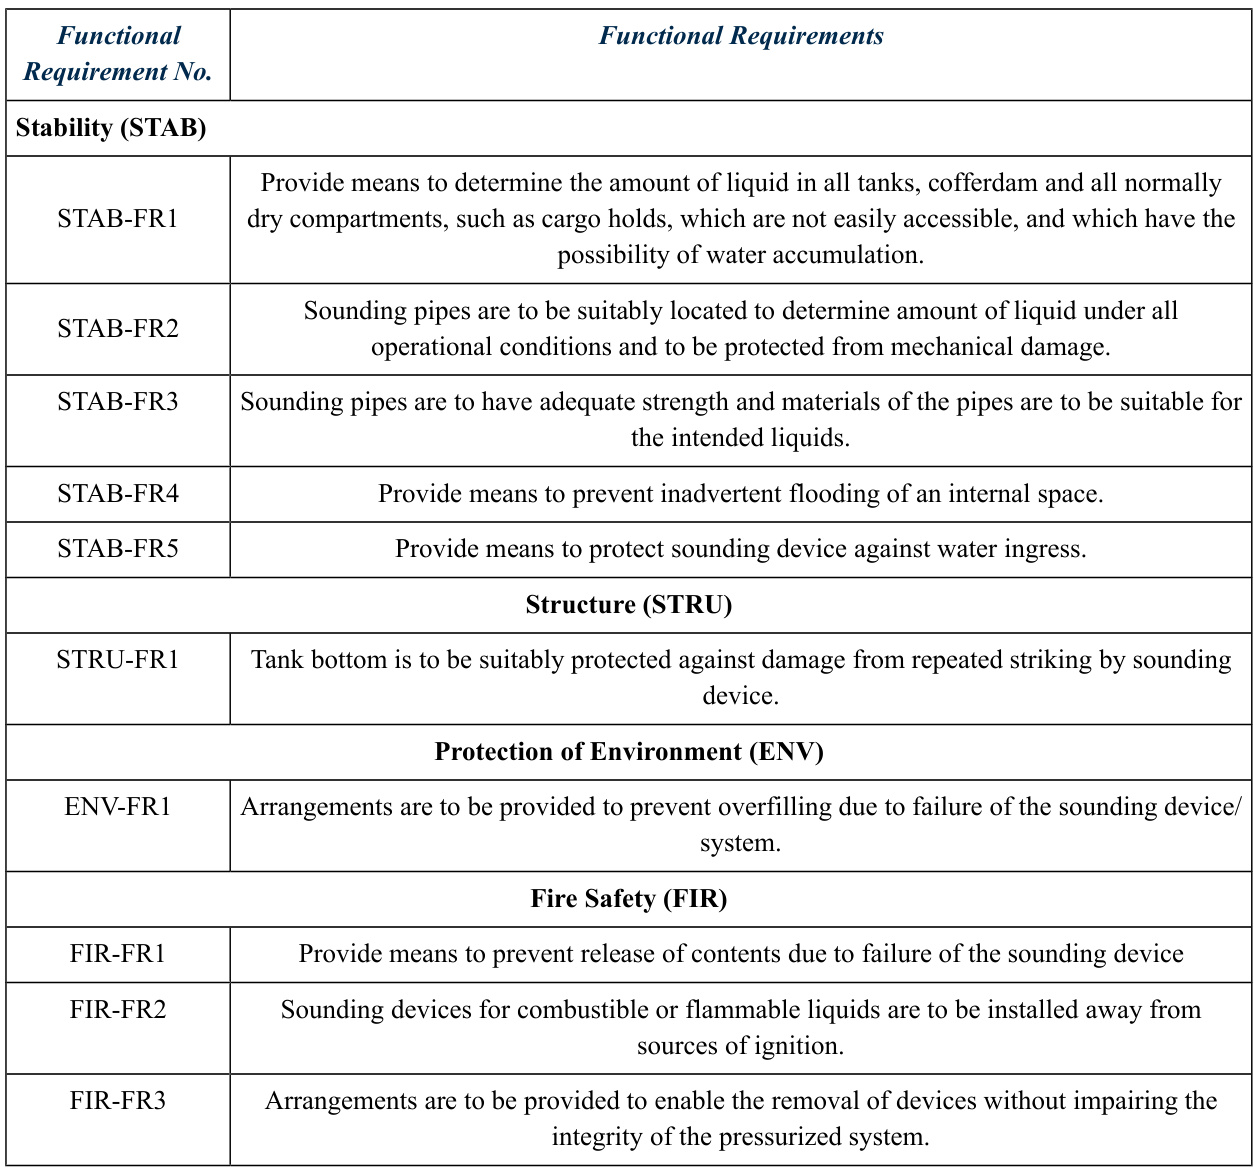 Functional
Requirement No.
Functional Requirements
Stability (STAB)
STAB-FR1
Provide means to determine the amount of liquid in all tanks, cofferdam and all normally
dry compartments, such as cargo holds, which are not easily accessible, and which have the
possibility of water accumulation.
STAB-FR2
Sounding pipes are to be suitably located to determine amount of liquid under all
operational conditions and to be protected from mechanical damage.
STAB-FR3
Sounding pipes are to have adequate strength and materials of the pipes are to be suitable for
the intended liquids.
STAB-FR4
Provide means to prevent inadvertent flooding of an internal space.
STAB-FR5
Provide means to protect sounding device against water ingress.
Structure (STRU)
STRU-FR1
Tank bottom is to be suitably protected against damage from repeated striking by sounding
device.
Protection of Environment (ENV)
ENV-FR1
Arrangements are to be provided to prevent overfilling due to failure of the sounding device/
system.
Fire Safety (FIR)
FIR-FR1
Provide means to prevent release of contents due to failure of the sounding device
FIR-FR2
Sounding devices for combustible or flammable liquids are to be installed away from
sources of ignition.
FIR-FR3
Arrangements are to be provided to enable the removal of devices without impairing the
integrity of the pressurized system.